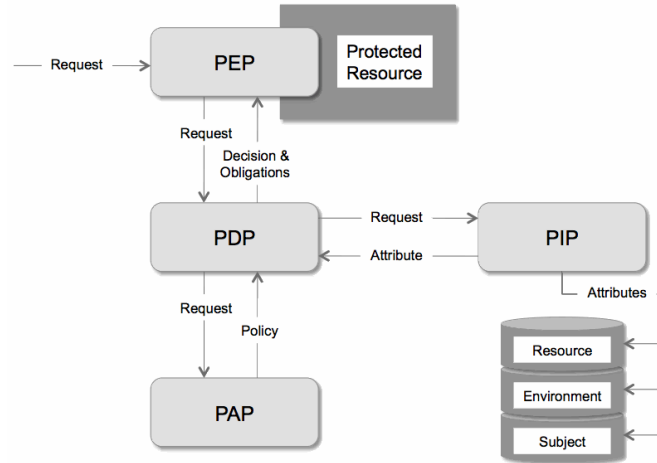 Request
PEP
Protected
Resource
Request
Decision &
Obligations
PDP
Request
Attribute
PIP
Request
Policy
Attributes
PAP
Resource
Environment
Subject